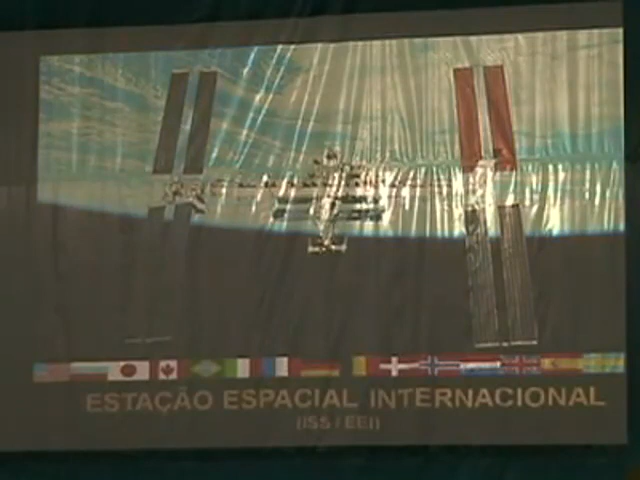 ESTAÇÃO ESPACIAL INTERNACIONAL
(ISS / EEI)